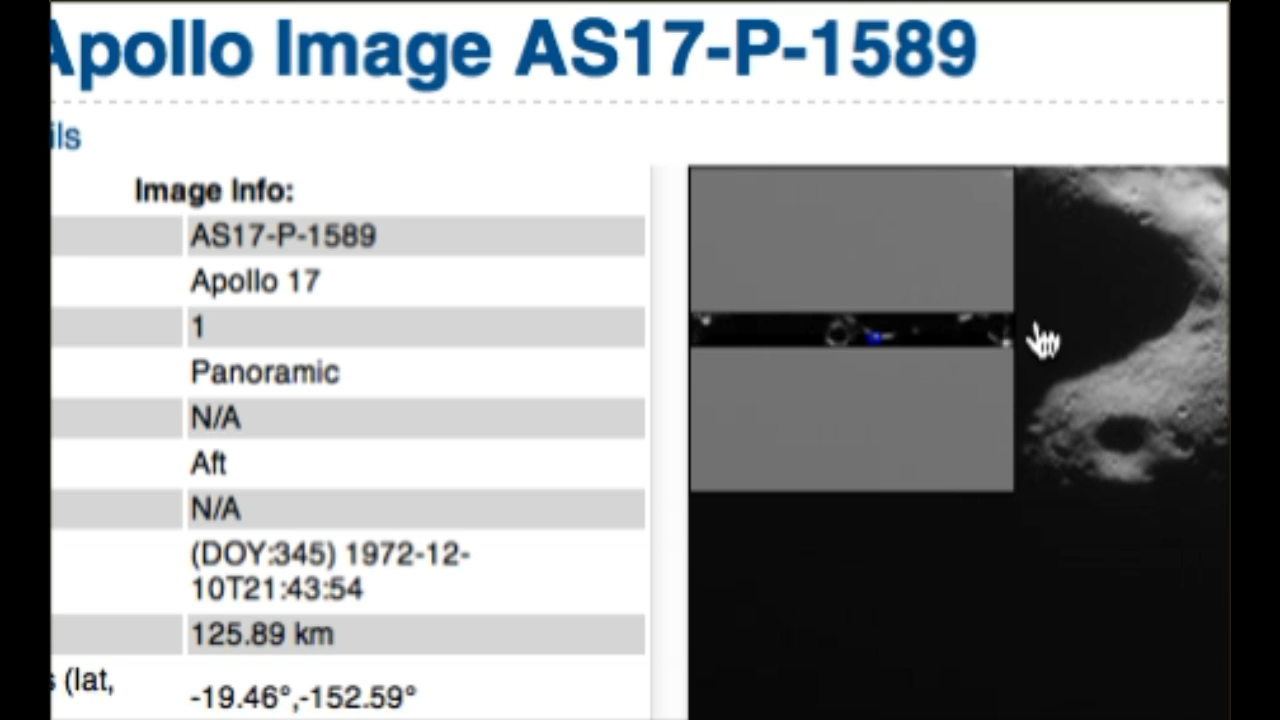 Apollo Image AS17-P-1589
ils
Image Info:
AS17-P-1589
Apollo 17
1
Panoramic
N/A
Aft
N/A
(DOY:345) 1972-12-
10T21:43:54
125.89 km
s (lat,
-19.46°,-152.59°